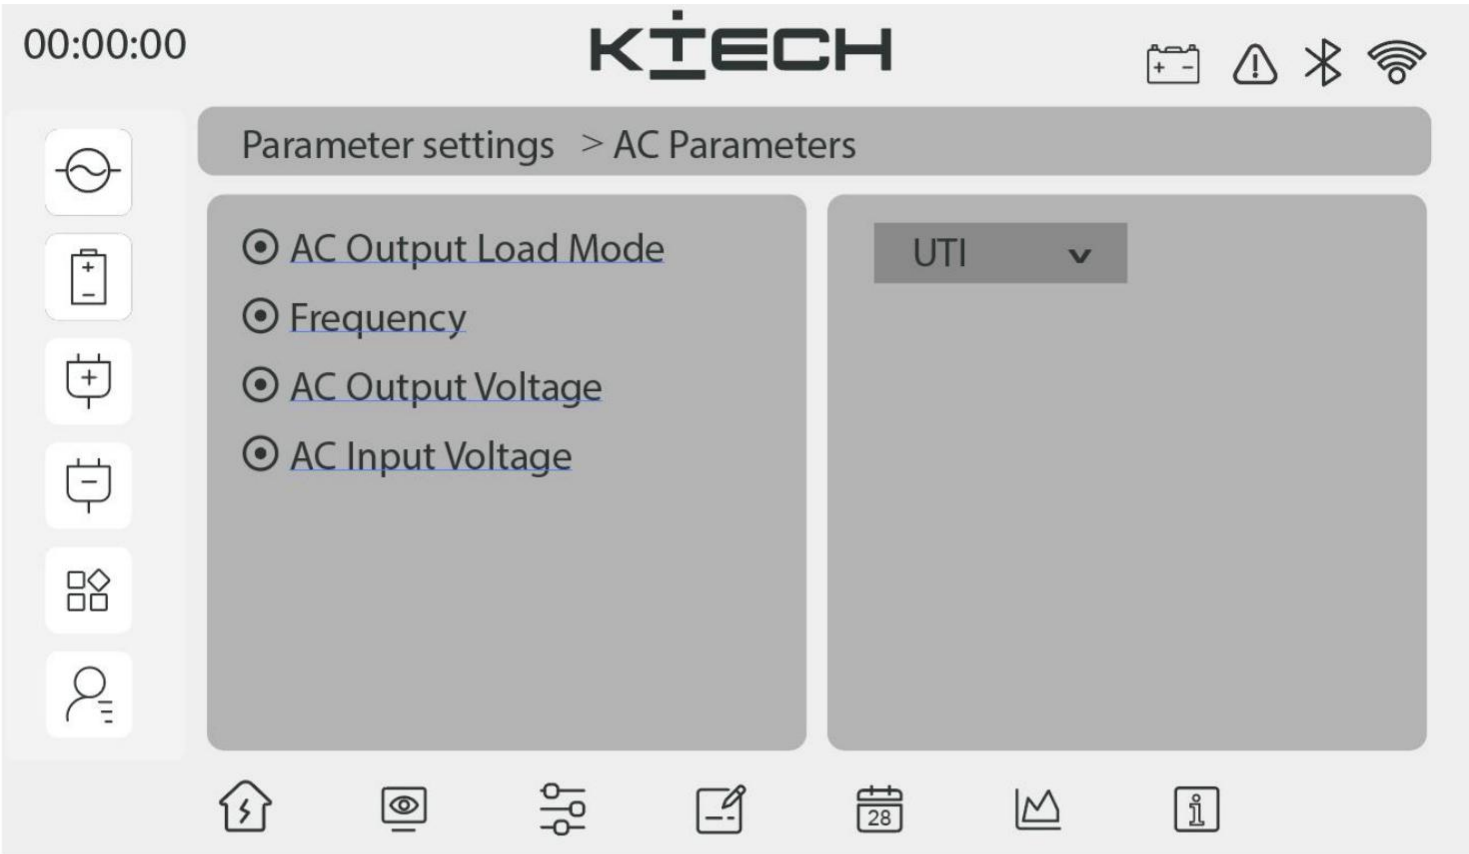 00:00:00
KTECH
Parameter settings > AC Parameters
AC Output Load Mode
UTI
Frequency
AC Output Voltage
AC Input Voltage
28